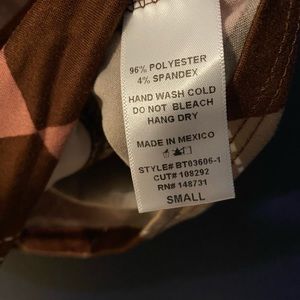 96% POLYESTER
4% SPANDEX
HAND WASH COLD
DO NOT BLEACH
HANG DRY
MADE IN MEXICO
STYLE# BT03606-1
CUT# 108292
RN# 148731
SMALL